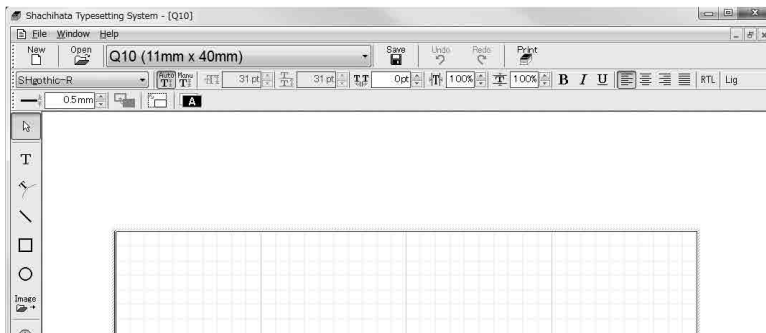 Shachihata Typesetting System - [Q10]
File Window Help
New Open Q10 (11mm x 40mm) Save Undo Redo Print
SHgothic-R Auto Manu 31 pt 31 pt 0pt 100% 100% B I U RTL Lig
0.5mm A
T
Image